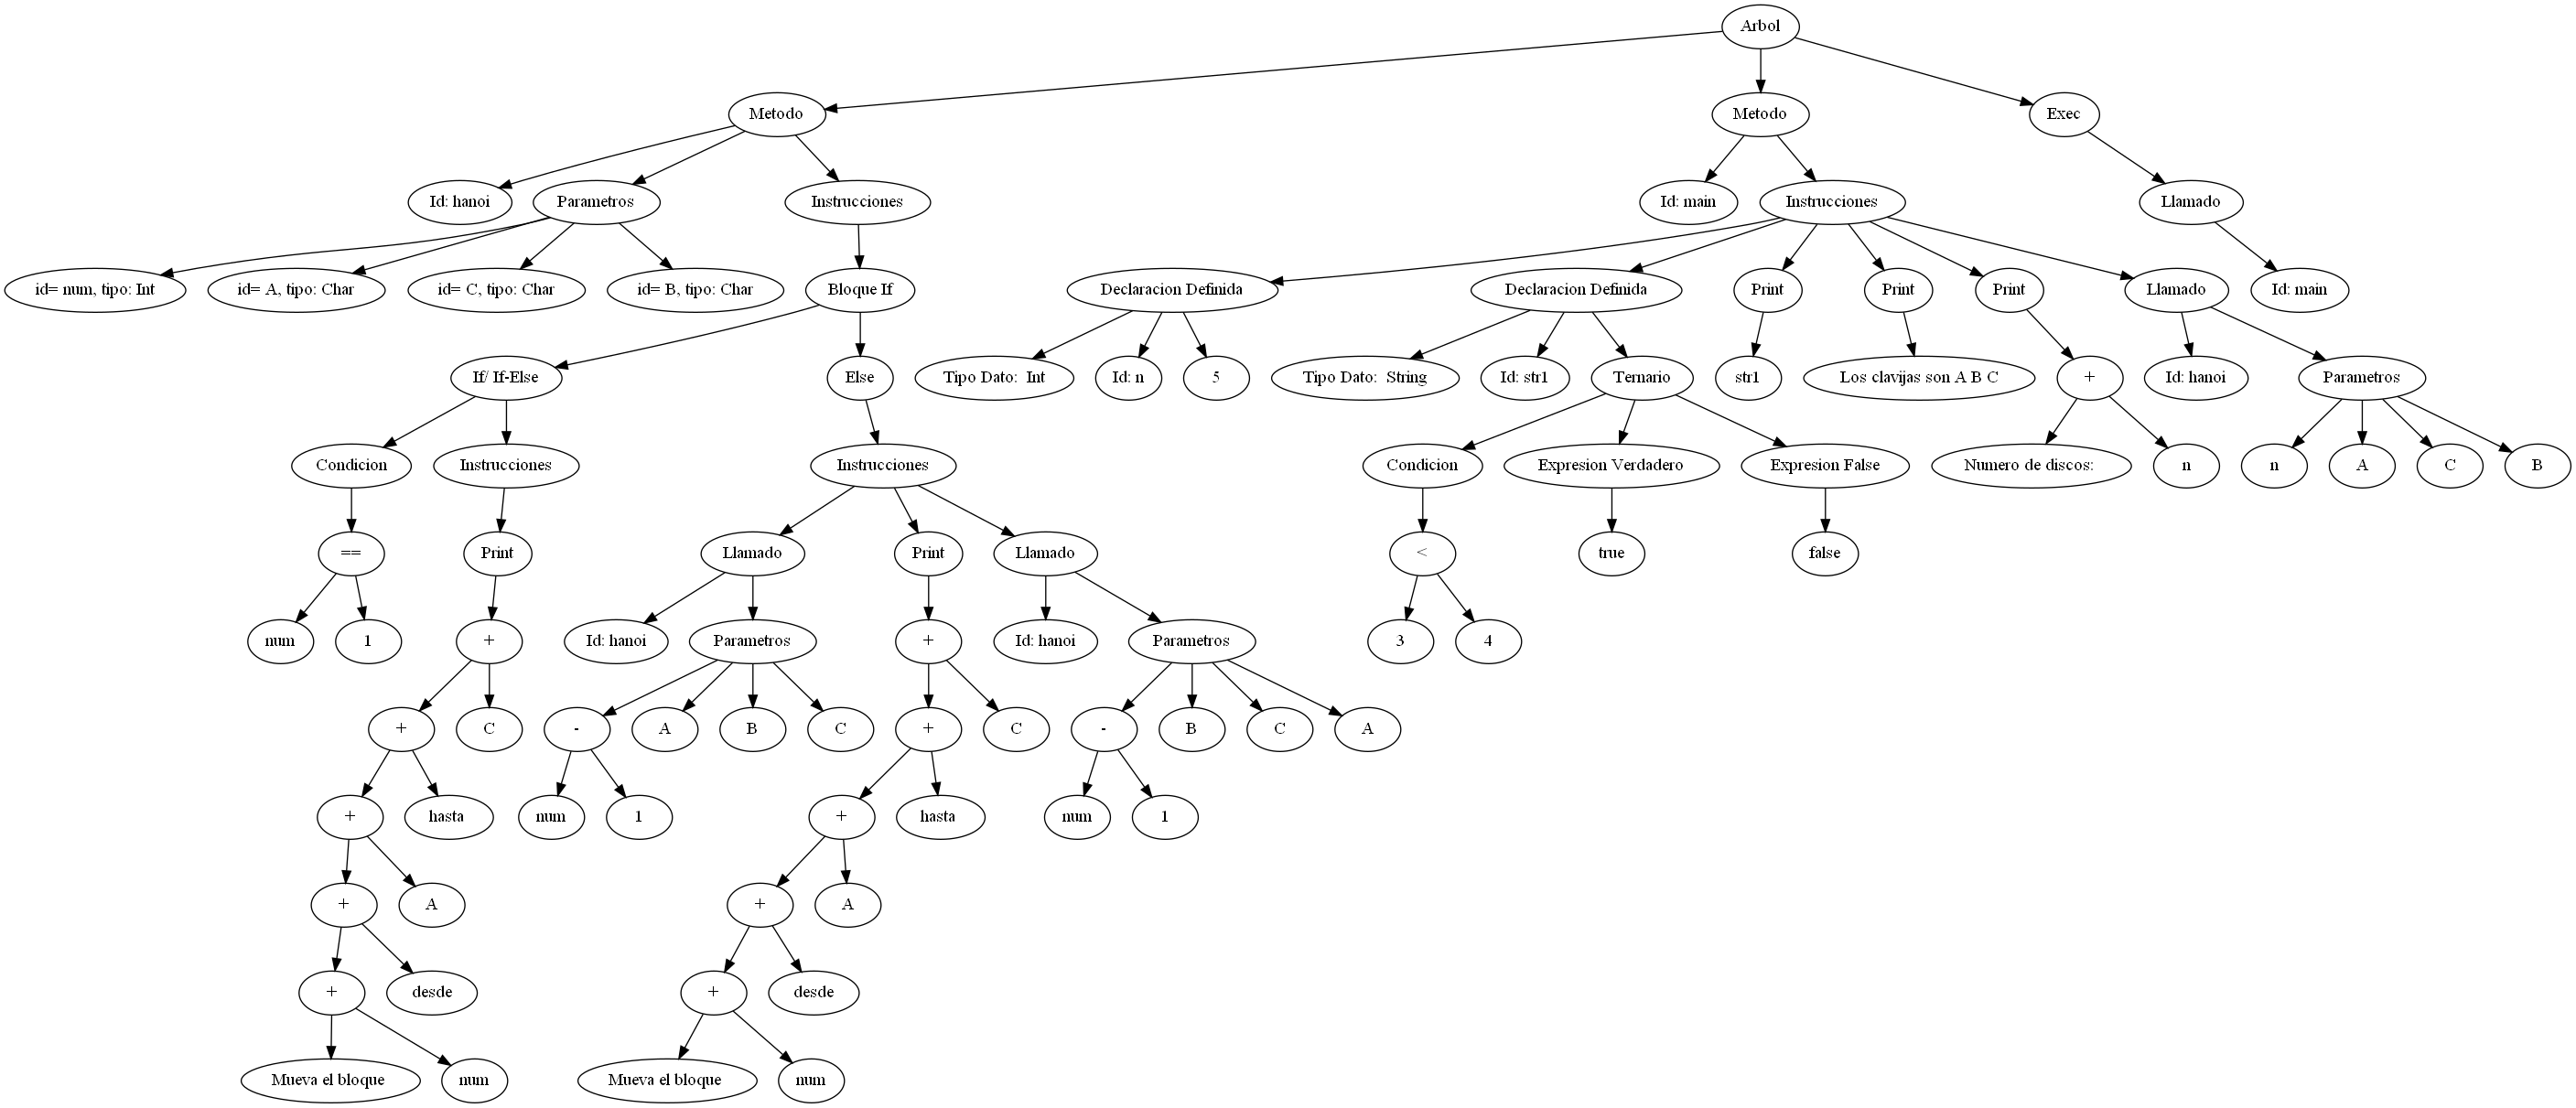 Arbol
Metodo
Metodo
Exec
Id: hanoi
Parametros
Instrucciones
Id: main
Instrucciones
Llamado
id= num, tipo: Int
id= A, tipo: Char
id= C, tipo: Char
id= B, tipo: Char
Bloque If
Declaracion Definida
Declaracion Definida
Print
Print
Print
Llamado
Id: main
If/ If-Else
Else
Tipo Dato:  Int
Id: n
5
Tipo Dato:  String
Id: str1
Ternario
str1
Los clavijas son A B C
+
Id: hanoi
Parametros
Condicion
Instrucciones
Instrucciones
Condicion
Expresion Verdadero
Expresion False
Numero de discos:
n
n
A
C
B
==
Print
Llamado
Print
Llamado
<
true
false
num
1
+
Id: hanoi
Parametros
+
Id: hanoi
Parametros
3
4
+
C
-
A
B
C
+
C
-
B
C
A
+
hasta
num
1
+
hasta
num
1
+
A
+
A
+
desde
+
desde
Mueva el bloque
num
Mueva el bloque
num